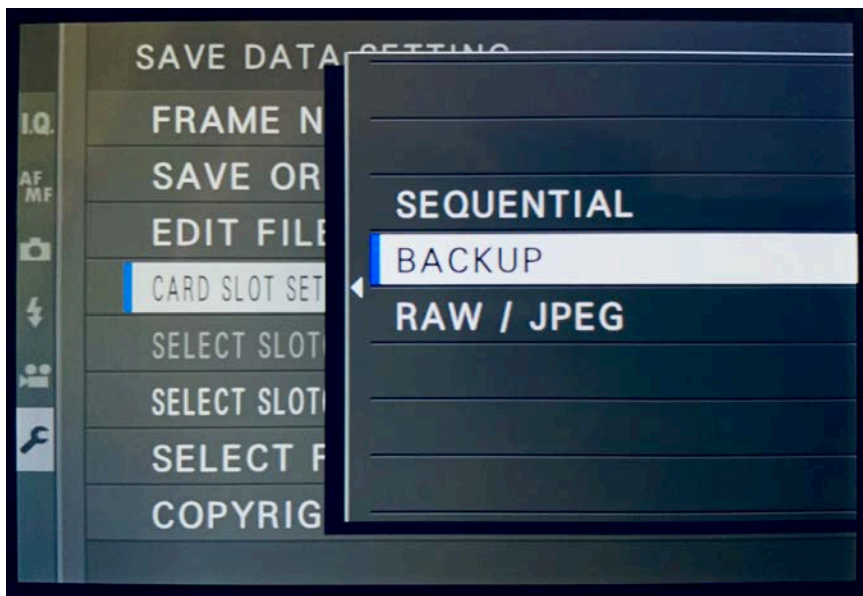 SAVE DATA SETTING
I.Q.
FRAME N
AF
MF
SAVE OR
EDIT FILE
CARD SLOT SET
SELECT SLOT
SELECT SLOT
SELECT F
COPYRIG
SEQUENTIAL
BACKUP
RAW / JPEG